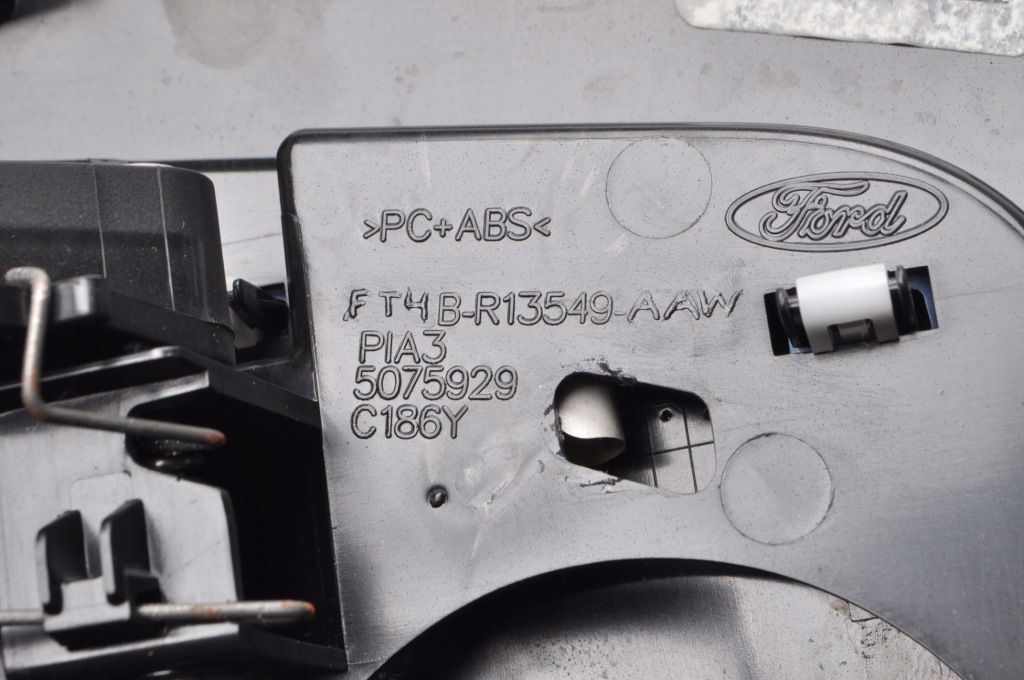 >PC+ABS<
Ford
FT4B-R13549-AAW
PIA3
5075929
C186Y